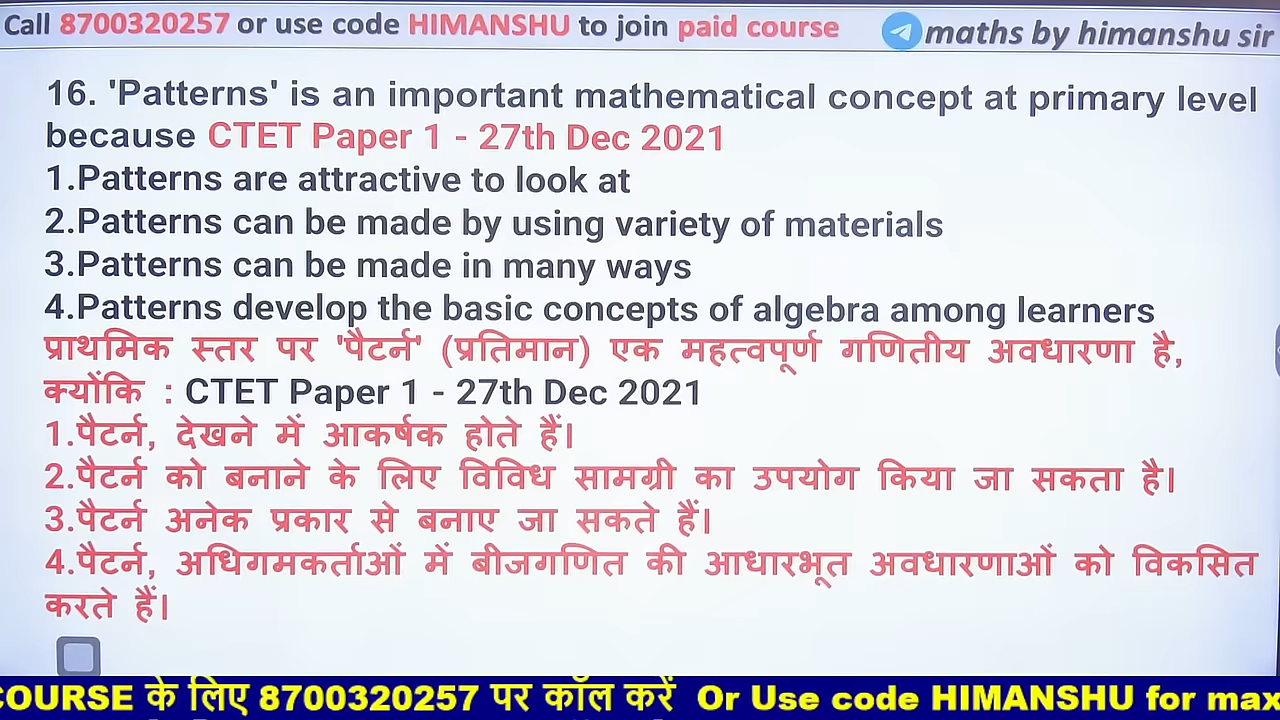 Call 8700320257 or use code HIMANSHU to join paid course
maths by himanshu sir
16. 'Patterns' is an important mathematical concept at primary level
because CTET Paper 1 - 27th Dec 2021
1.Patterns are attractive to look at
2.Patterns can be made by using variety of materials
3.Patterns can be made in many ways
4.Patterns develop the basic concepts of algebra among learners
प्राथमिक स्तर पर 'पैटर्न' (प्रतिमान) एक महत्वपूर्ण गणितीय अवधारणा है,
क्योंकि : CTET Paper 1 - 27th Dec 2021
1.पैटर्न, देखने में आकर्षक होते हैं।
2.पैटर्न को बनाने के लिए विविध सामग्री का उपयोग किया जा सकता है।
3.पैटर्न अनेक प्रकार से बनाए जा सकते हैं।
4.पैटर्न, अधिगमकर्ताओं में बीजगणित की आधारभूत अवधारणाओं को विकसित
करते हैं।
COURSE के लिए 8700320257 पर कॉल करें Or Use code HIMANSHU for max